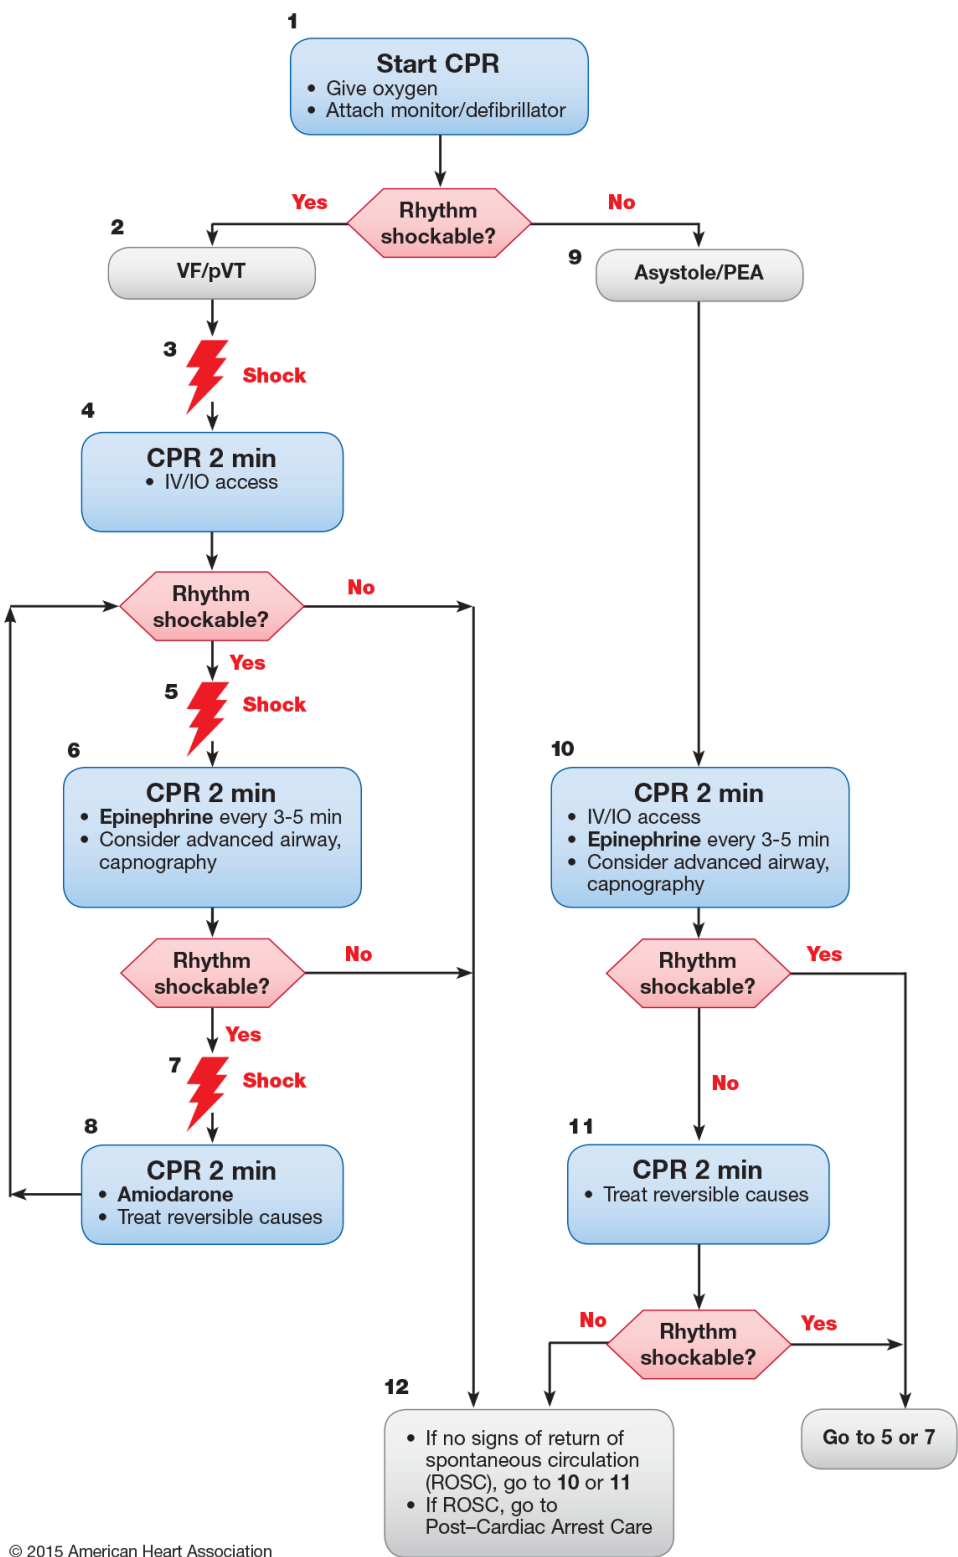 1
Start CPR
• Give oxygen
• Attach monitor/defibrillator
Rhythm
shockable?
Yes
No
2
VF/pVT
9
Asystole/PEA
3
Shock
4
CPR 2 min
• IV/IO access
Rhythm
shockable?
No
Yes
5
Shock
6
CPR 2 min
• Epinephrine every 3-5 min
• Consider advanced airway,
capnography
10
CPR 2 min
• IV/IO access
• Epinephrine every 3-5 min
• Consider advanced airway,
capnography
Rhythm
shockable?
No
Yes
Rhythm
shockable?
Yes
No
7
Shock
8
CPR 2 min
• Amiodarone
• Treat reversible causes
11
CPR 2 min
• Treat reversible causes
Rhythm
shockable?
No
Yes
12
• If no signs of return of
spontaneous circulation
(ROSC), go to 10 or 11
• If ROSC, go to
Post–Cardiac Arrest Care
Go to 5 or 7
© 2015 American Heart Association